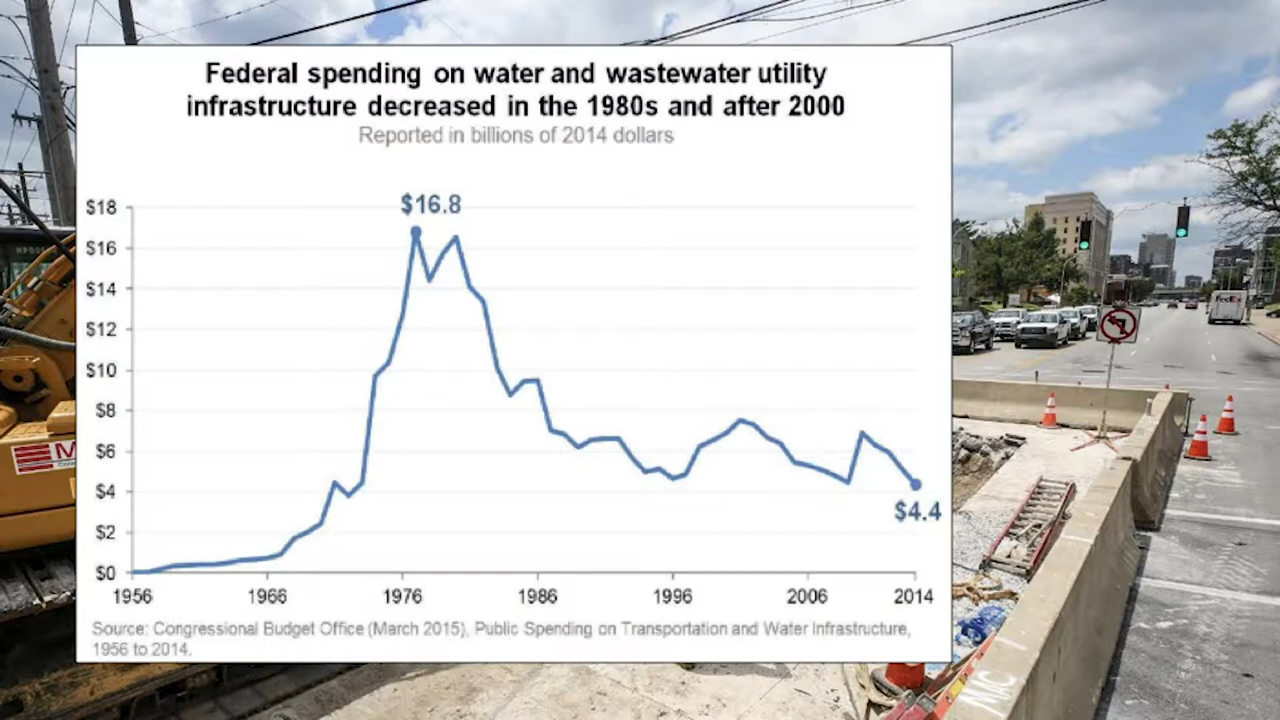 Federal spending on water and wastewater utility
infrastructure decreased in the 1980s and after 2000
Reported in billions of 2014 dollars
$16.8
$18
$16
$14
$12
$10
$8
$6
$4
$2
$0
$4.4
1956 1966 1976 1986 1996 2006 2014
Source: Congressional Budget Office (March 2015), Public Spending on Transportation and Water Infrastructure,
1956 to 2014.
FedEx
M
MAC